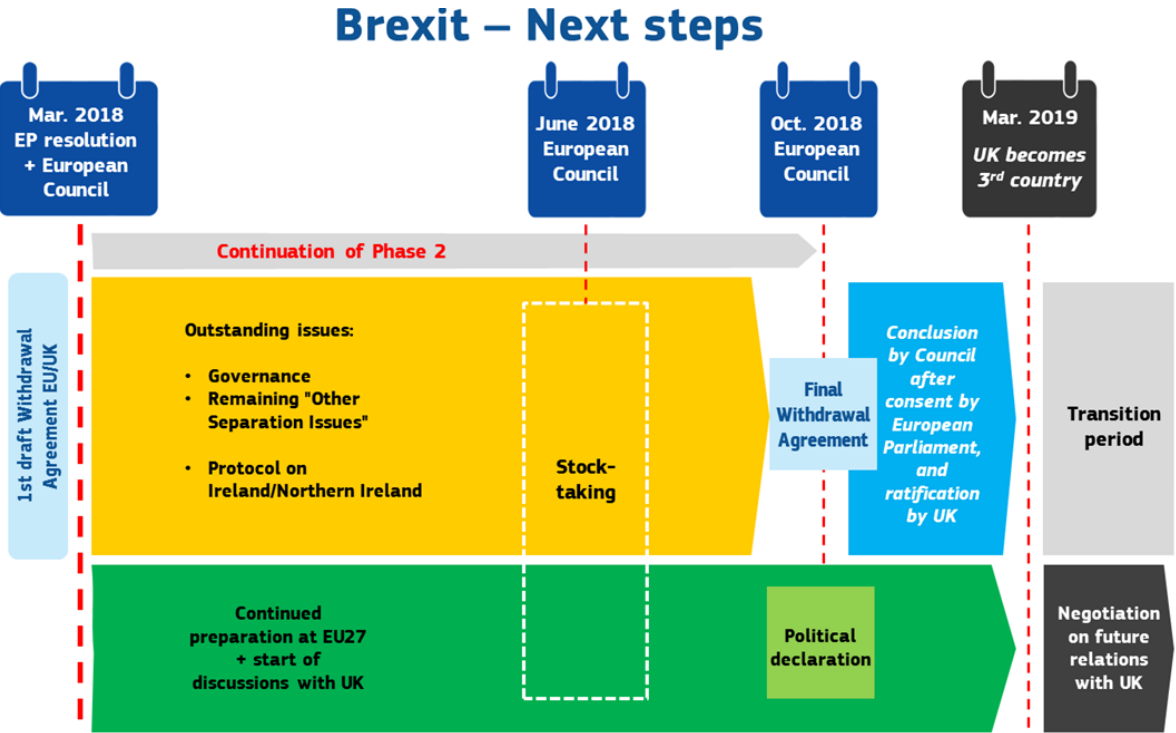 Brexit – Next steps
Mar. 2018
EP resolution
+ European
Council
June 2018
European
Council
Oct. 2018
European
Council
Mar. 2019
UK becomes
3rd country
Continuation of Phase 2
1st draft Withdrawal
Agreement EU/UK
Outstanding issues:
• Governance
• Remaining "Other
Separation Issues"
• Protocol on
Ireland/Northern Ireland
Stock-
taking
Final
Withdrawal
Agreement
Conclusion
by Council
after
consent by
European
Parliament,
and
ratification
by UK
Transition
period
Continued
preparation at EU27
+ start of
discussions with UK
Political
declaration
Negotiation
on future
relations
with UK